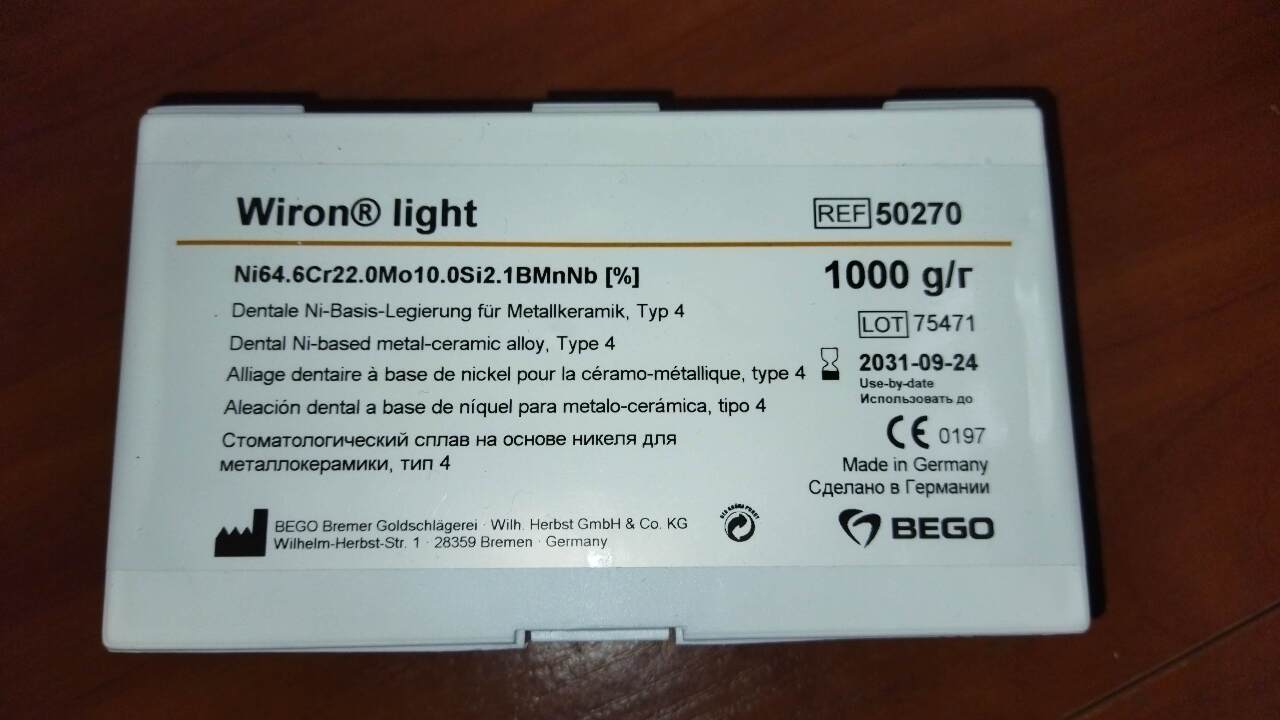 Wiron® light
REF 50270
Ni64.6Cr22.0Mo10.0Si2.1BMnNb [%]
1000 g/г
Dentale Ni-Basis-Legierung für Metallkeramik, Typ 4
LOT 75471
Dental Ni-based metal-ceramic alloy, Type 4
2031-09-24
Use-by-date
Использовать до
Alliage dentaire à base de nickel pour la céramo-métallique, type 4
Aleación dental a base de níquel para metalo-cerámica, tipo 4
Стоматологический сплав на основе никеля для
металлокерамики, тип 4
CE 0197
Made in Germany
Сделано в Германии
BEGO Bremer Goldschlägerei · Wilh. Herbst GmbH & Co. KG
Wilhelm-Herbst-Str. 1 · 28359 Bremen · Germany
DER GRÜNE PUNKT
BEGO